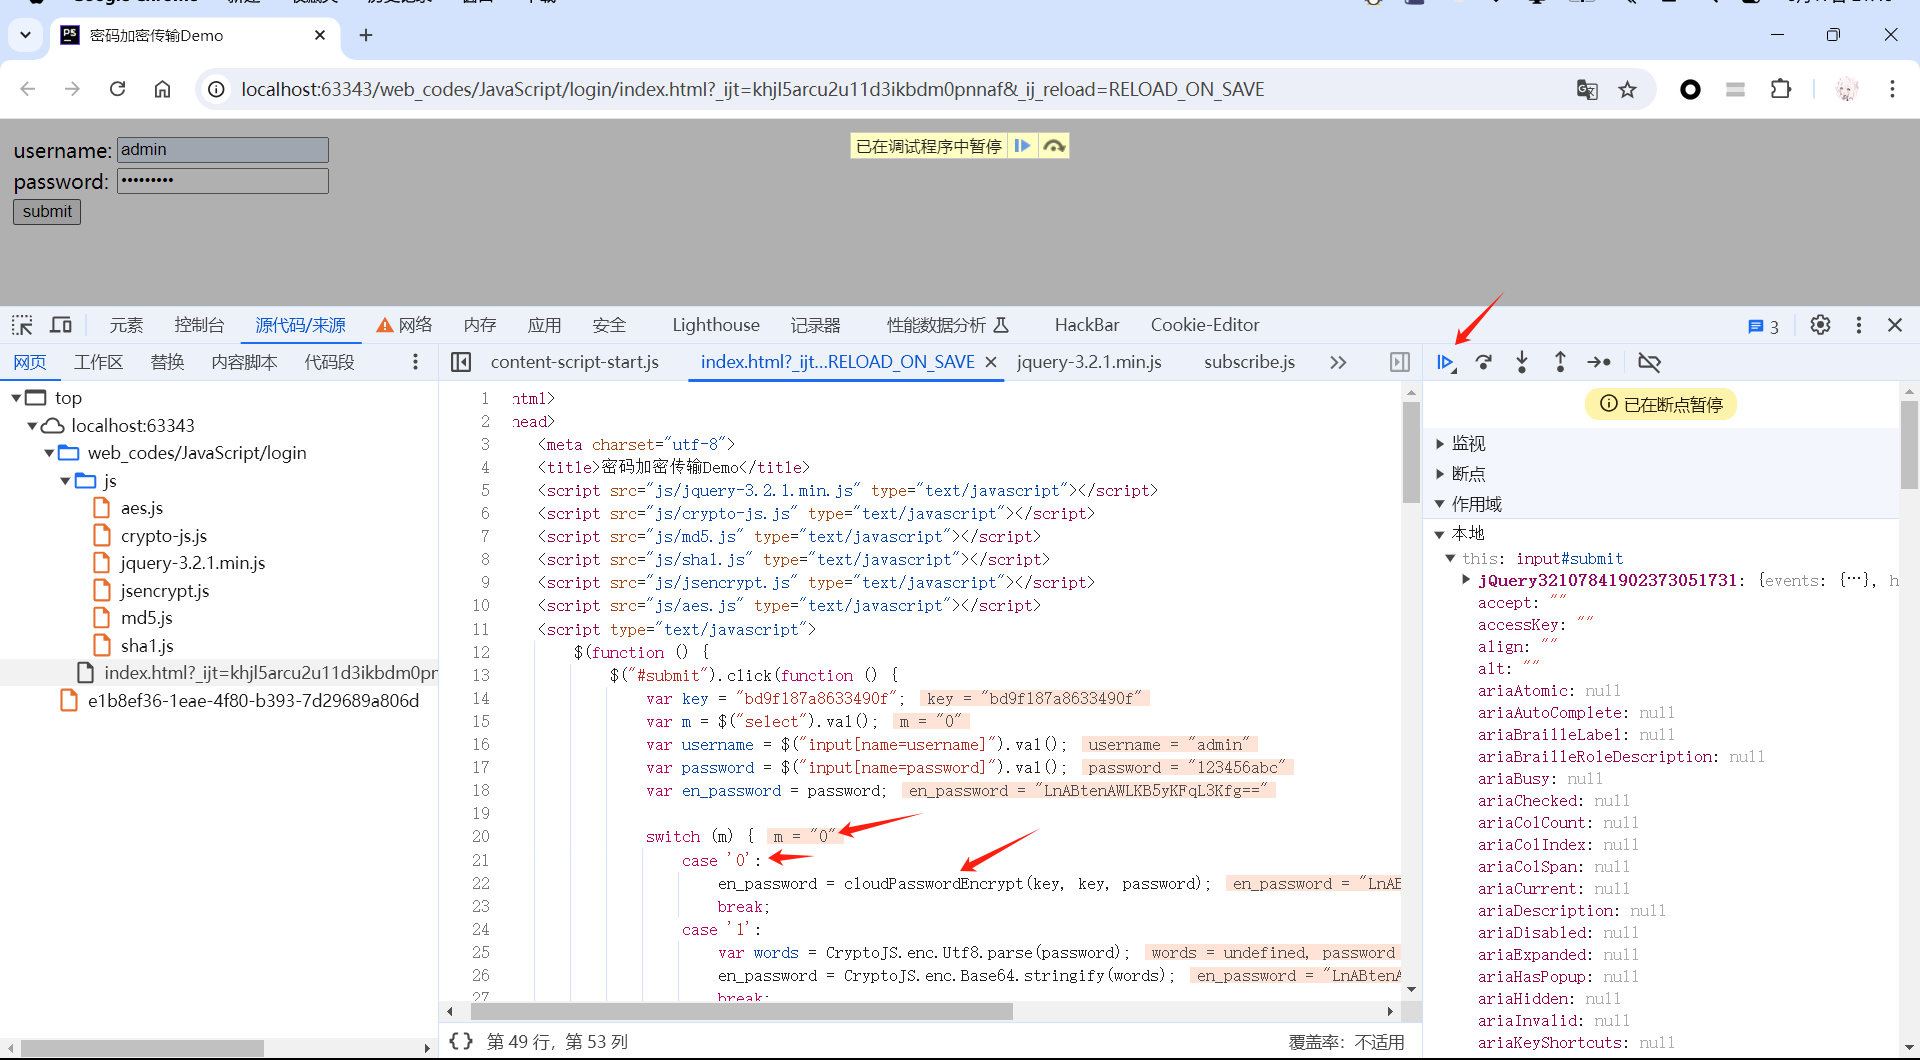 密码加密传输Demo
localhost:63343/web_codes/JavaScript/login/index.html?_ijt=khjl5arcu2u11d3ikbdm0pnnaf&_ij_reload=RELOAD_ON_SAVE
username: admin
已在调试程序中暂停
password: •••••••••
submit
元素 控制台 源代码/来源 网络 内存 应用 安全 Lighthouse 记录器 性能数据分析 HackBar Cookie-Editor 3
网页 工作区 替换 内容脚本 代码段
content-script-start.js index.html?_ijt...RELOAD_ON_SAVE jquery-3.2.1.min.js subscribe.js
top
localhost:63343
web_codes/JavaScript/login
js
aes.js
crypto-js.js
jquery-3.2.1.min.js
jsencrypt.js
md5.js
sha1.js
index.html?_ijt=khjl5arcu2u11d3ikbdm0pr
e1b8ef36-1eae-4f80-b393-7d29689a806d
1 html>
2 head>
3 <meta charset="utf-8">
4 <title>密码加密传输Demo</title>
5 <script src="js/jquery-3.2.1.min.js" type="text/javascript"></script>
6 <script src="js/crypto-js.js" type="text/javascript"></script>
7 <script src="js/md5.js" type="text/javascript"></script>
8 <script src="js/sha1.js" type="text/javascript"></script>
9 <script src="js/jsencrypt.js" type="text/javascript"></script>
10 <script src="js/aes.js" type="text/javascript"></script>
11 <script type="text/javascript">
12 $(function () {
13 $("#submit").click(function () {
14 var key = "bd9f187a8633490f"; key = "bd9f187a8633490f"
15 var m = $("select").val(); m = "0"
16 var username = $("input[name=username]").val(); username = "admin"
17 var password = $("input[name=password]").val(); password = "123456abc"
18 var en_password = password; en_password = "LnABtenAWLKB5yKFqL3Kfg=="
19
20 switch (m) { m = "0"
21 case '0':
22 en_password = cloudPasswordEncrypt(key, key, password); en_password = "LnAB
23 break;
24 case '1':
25 var words = CryptoJS.enc.Utf8.parse(password); words = undefined, password
26 en_password = CryptoJS.enc.Base64.stringify(words); en_password = "LnABtenA
27 break;
{} 第 49 行，第 53 列 覆盖率：不适用
已在断点暂停
监视
断点
作用域
本地
this: input#submit
jQuery32107841902373051731: {events: {…}, h
accept: ""
accessKey: ""
align: ""
alt: ""
ariaAtomic: null
ariaAutoComplete: null
ariaBrailleLabel: null
ariaBrailleRoleDescription: null
ariaBusy: null
ariaChecked: null
ariaColCount: null
ariaColIndex: null
ariaColSpan: null
ariaCurrent: null
ariaDescription: null
ariaDisabled: null
ariaExpanded: null
ariaHasPopup: null
ariaHidden: null
ariaInvalid: null
ariaKeyShortcuts: null